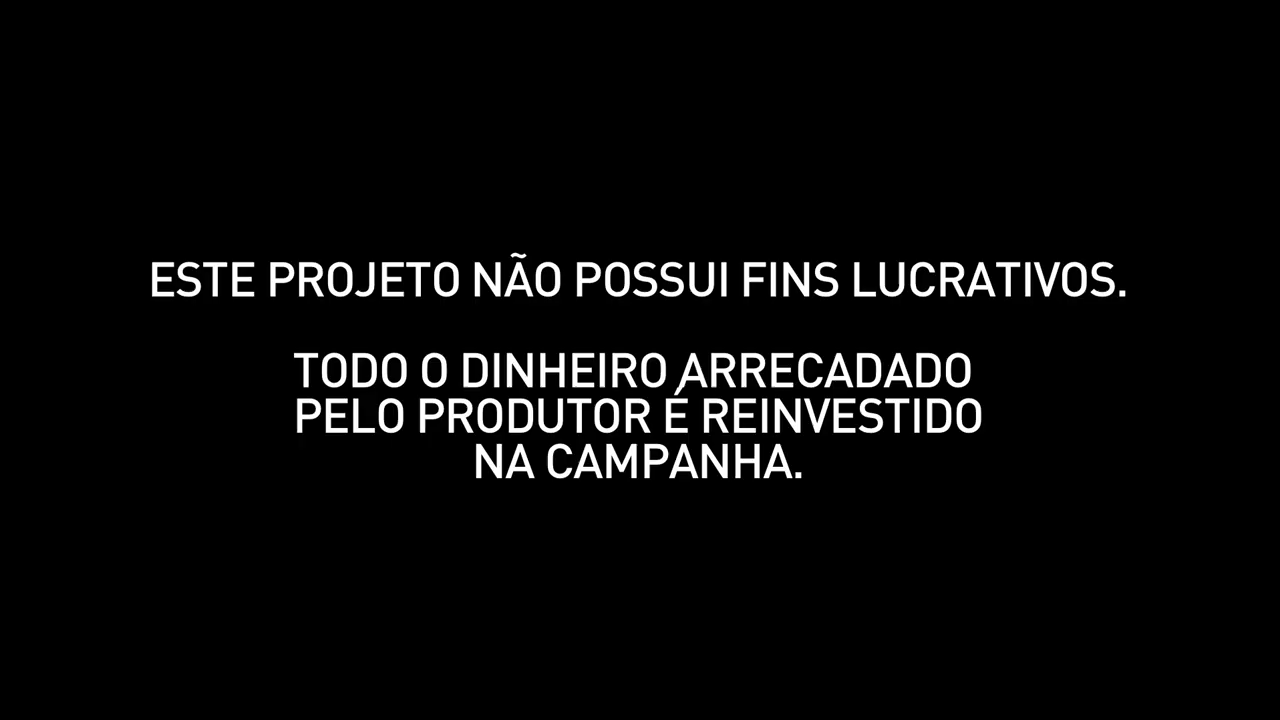 ESTE PROJETO NÃO POSSUI FINS LUCRATIVOS.
TODO O DINHEIRO ARRECADADO
PELO PRODUTOR É REINVESTIDO
NA CAMPANHA.